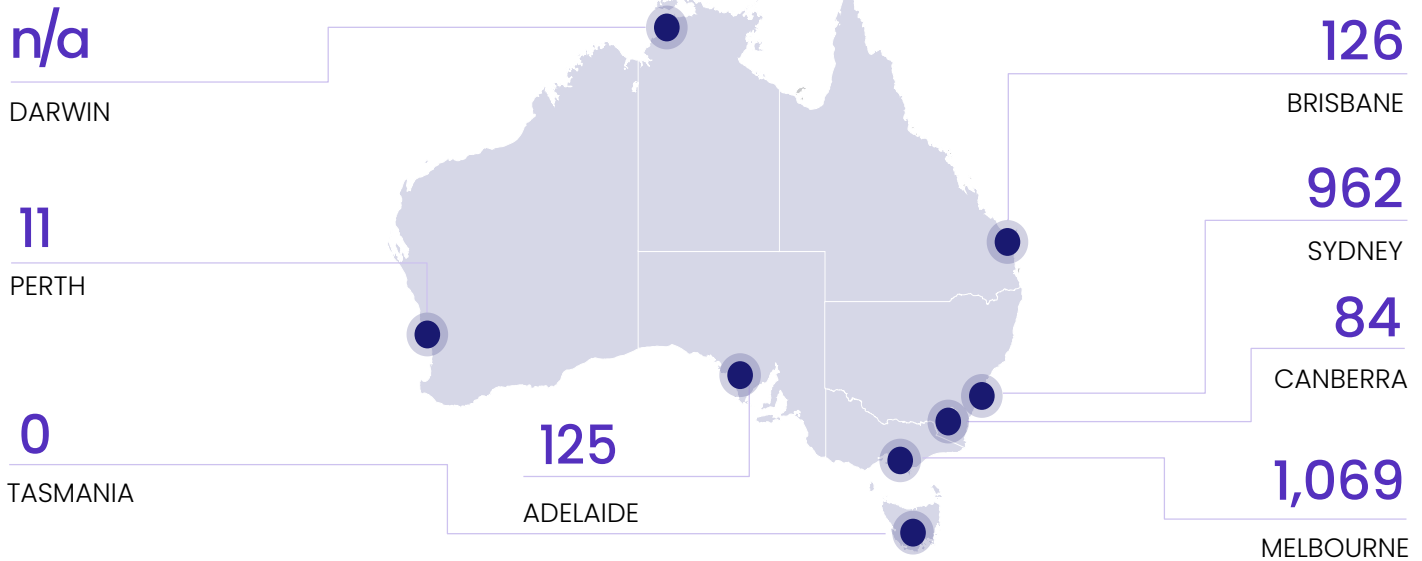 n/a
DARWIN
11
PERTH
0
TASMANIA
125
ADELAIDE
126
BRISBANE
962
SYDNEY
84
CANBERRA
1,069
MELBOURNE